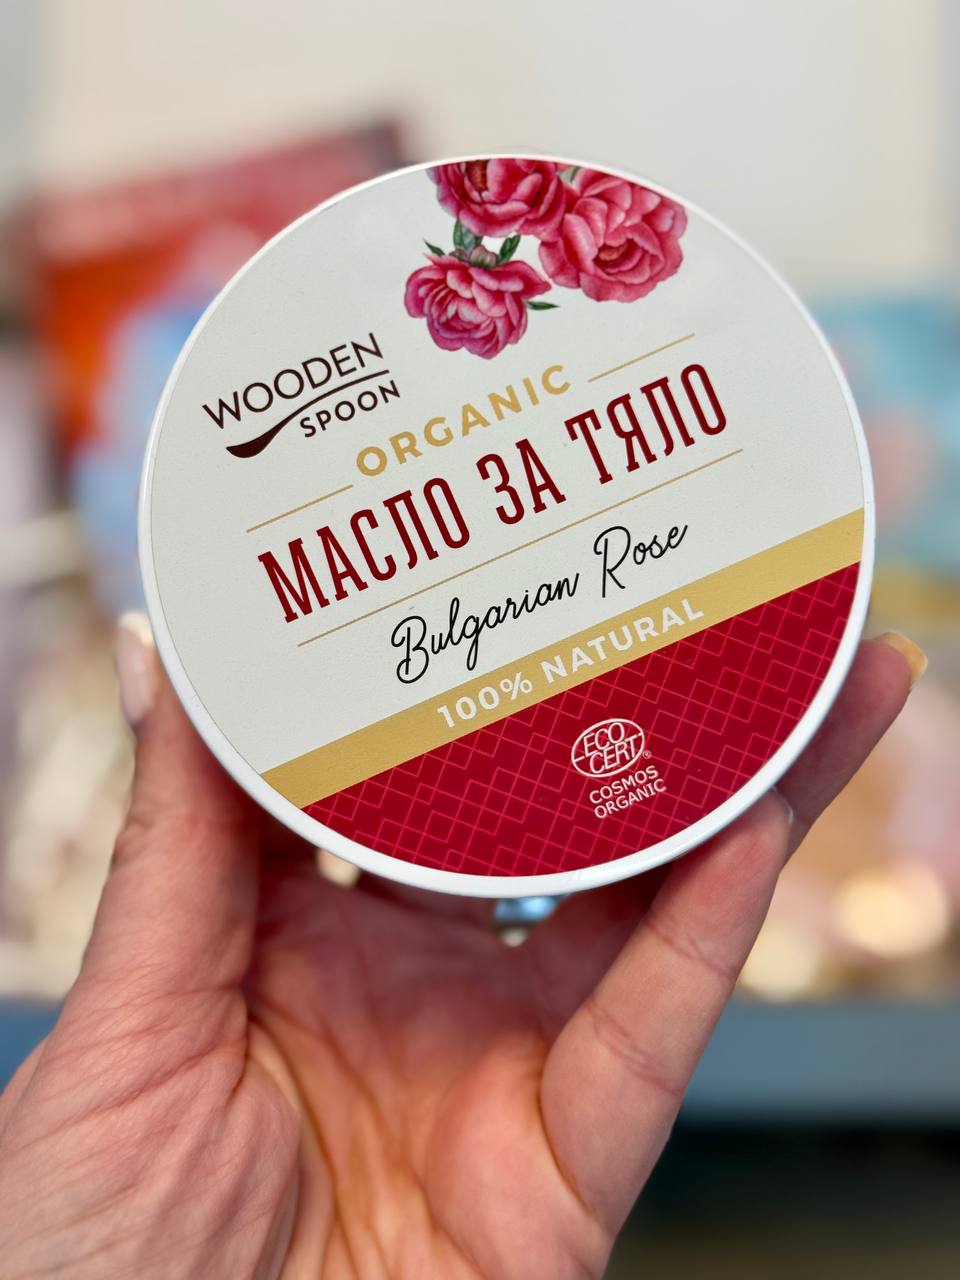 WOODEN
SPOON
ORGANIC
МАСЛО ЗА ТЯЛО
Bulgarian Rose
100% NATURAL
ECO
CERT®
COSMOS
ORGANIC